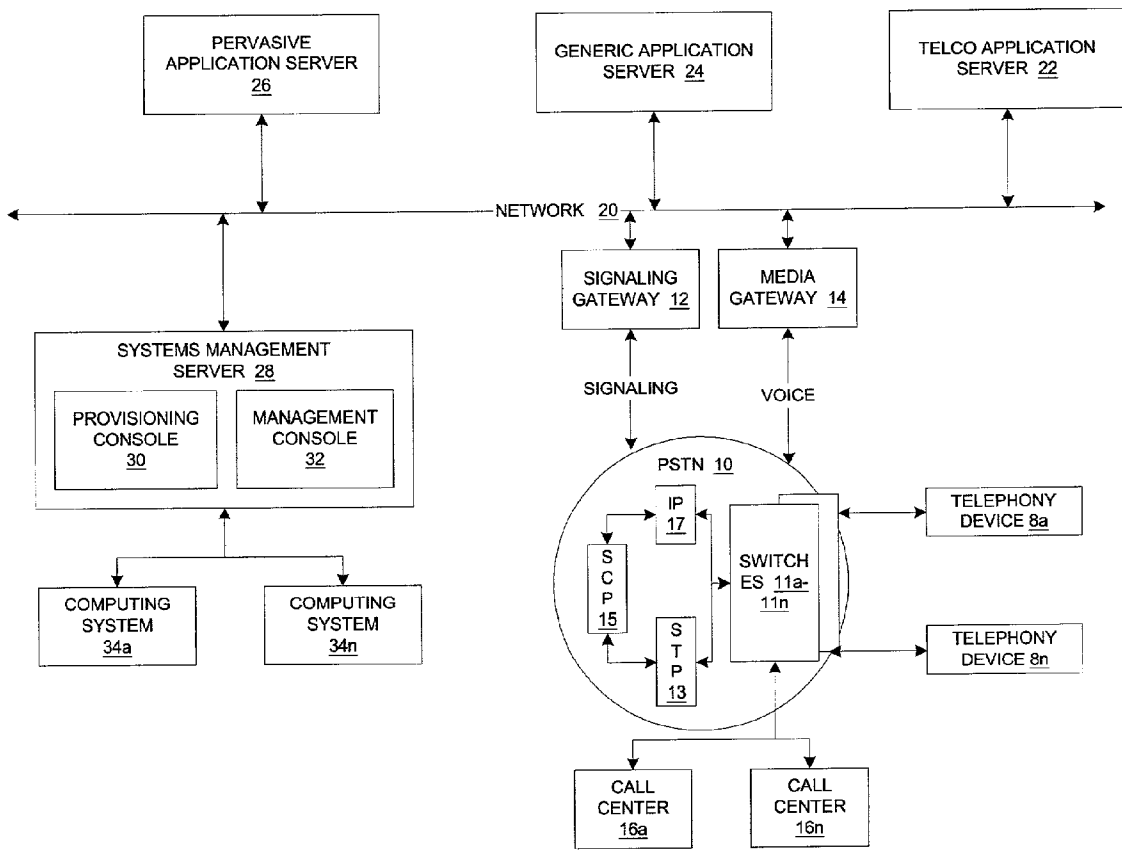 PERVASIVE
APPLICATION SERVER
26
GENERIC APPLICATION
SERVER 24
TELCO APPLICATION
SERVER 22
NETWORK 20
SIGNALING
GATEWAY 12
MEDIA
GATEWAY 14
SYSTEMS MANAGEMENT
SERVER 28
PROVISIONING
CONSOLE
30
MANAGEMENT
CONSOLE
32
SIGNALING
VOICE
PSTN 10
IP
17
S
C
P
15
S
T
P
13
SWITCH
ES 11a-
11n
TELEPHONY
DEVICE 8a
TELEPHONY
DEVICE 8n
COMPUTING
SYSTEM
34a
COMPUTING
SYSTEM
34n
CALL
CENTER
16a
CALL
CENTER
16n